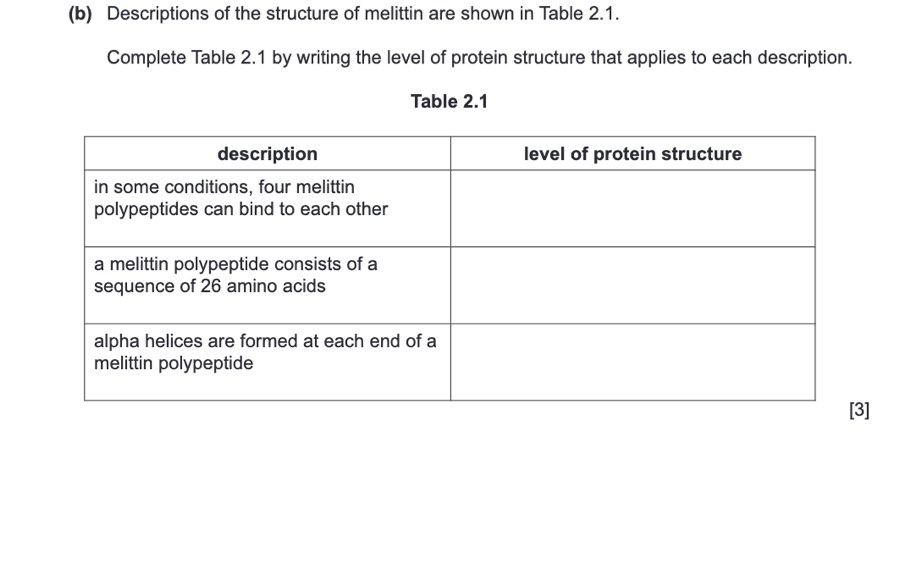 (b) Descriptions of the structure of melittin are shown in Table 2.1.
Complete Table 2.1 by writing the level of protein structure that applies to each description.
Table 2.1
description level of protein structure
in some conditions, four melittin
polypeptides can bind to each other
a melittin polypeptide consists of a
sequence of 26 amino acids
alpha helices are formed at each end of a
melittin polypeptide
[3]